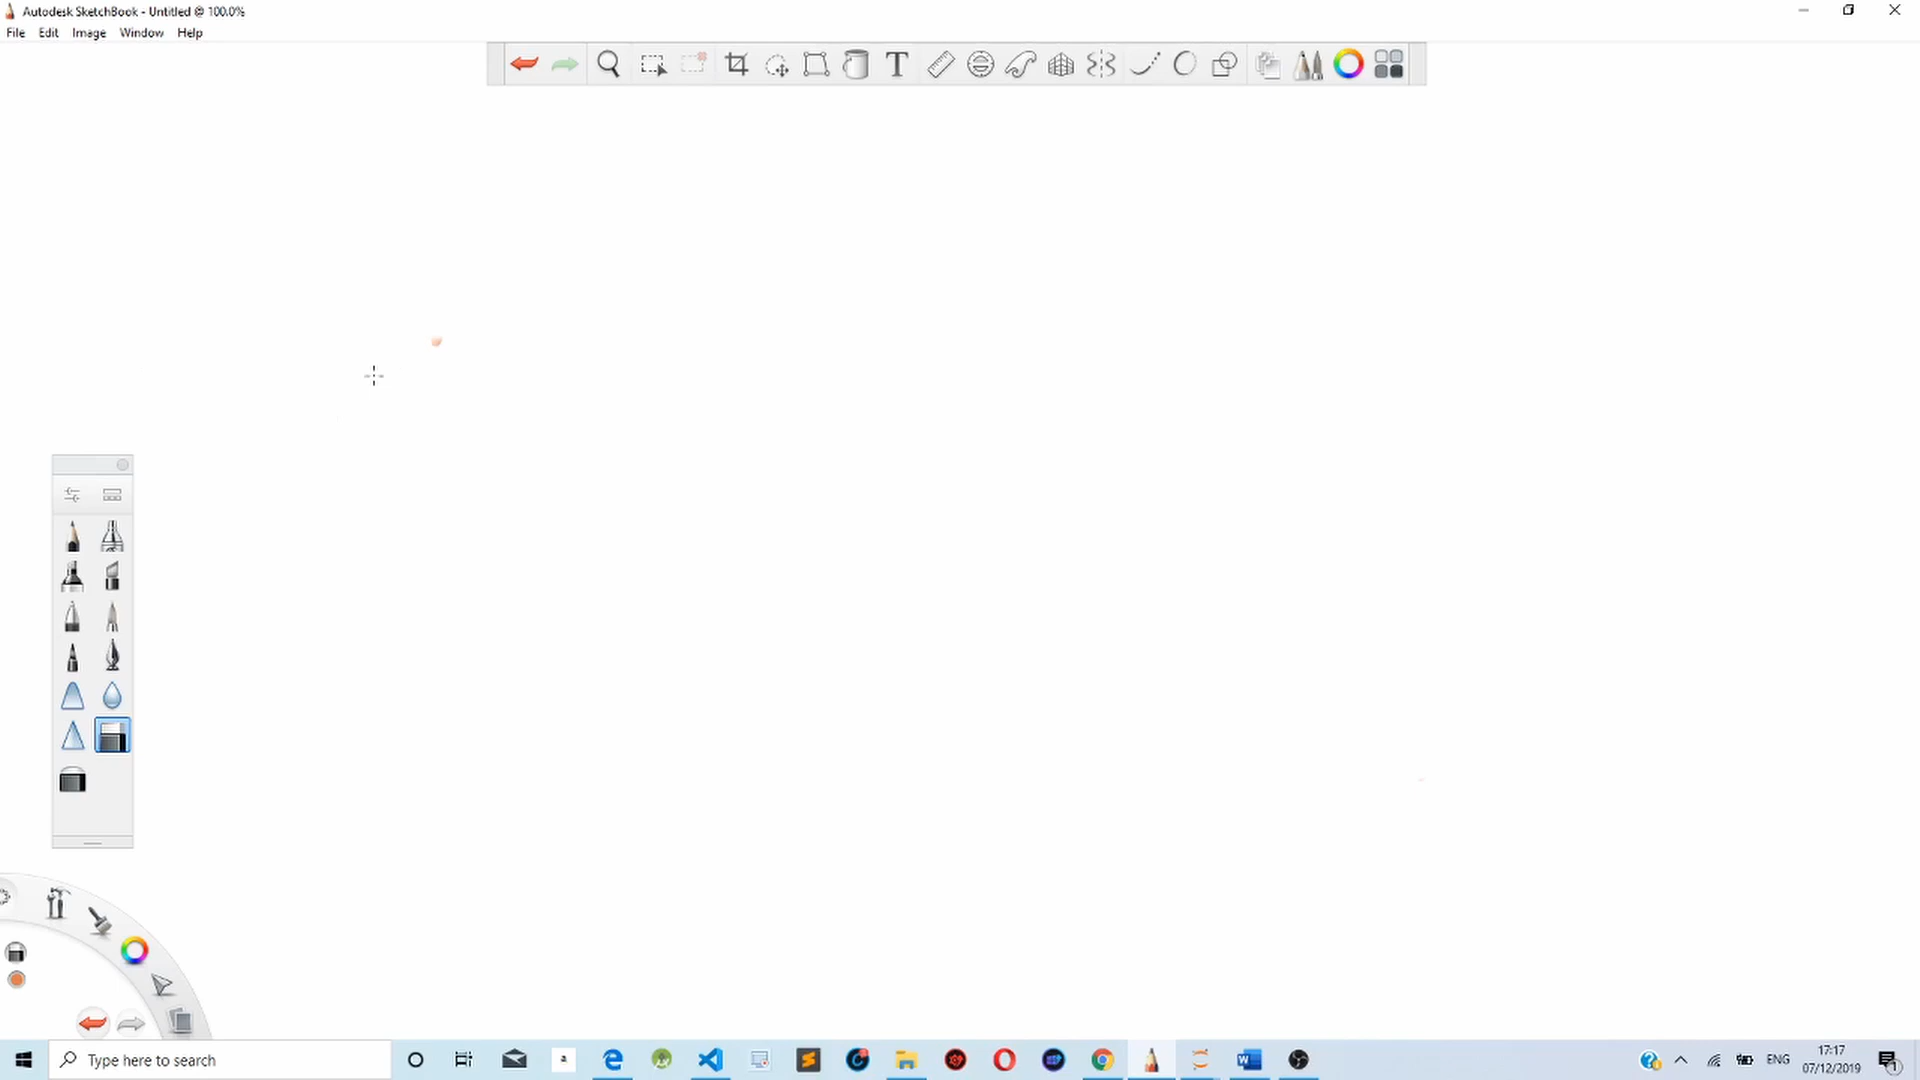 Autodesk SketchBook - Untitled @ 100.0%
File Edit Image Window Help
T
a
Type here to search
ENG
17:17
07/12/2019
1